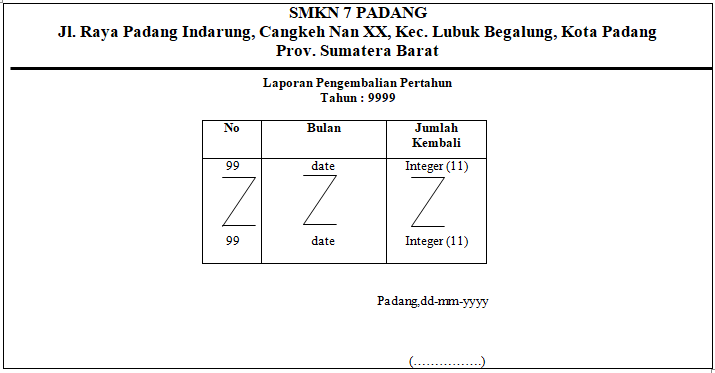 SMKN 7 PADANG
Jl. Raya Padang Indarung, Cangkeh Nan XX, Kec. Lubuk Begalung, Kota Padang
Prov. Sumatera Barat
Laporan Pengembalian Pertahun
Tahun : 9999
No Bulan Jumlah
Kembali
99 date Integer (11)
99 date Integer (11)
Padang,dd-mm-yyyy
(................)